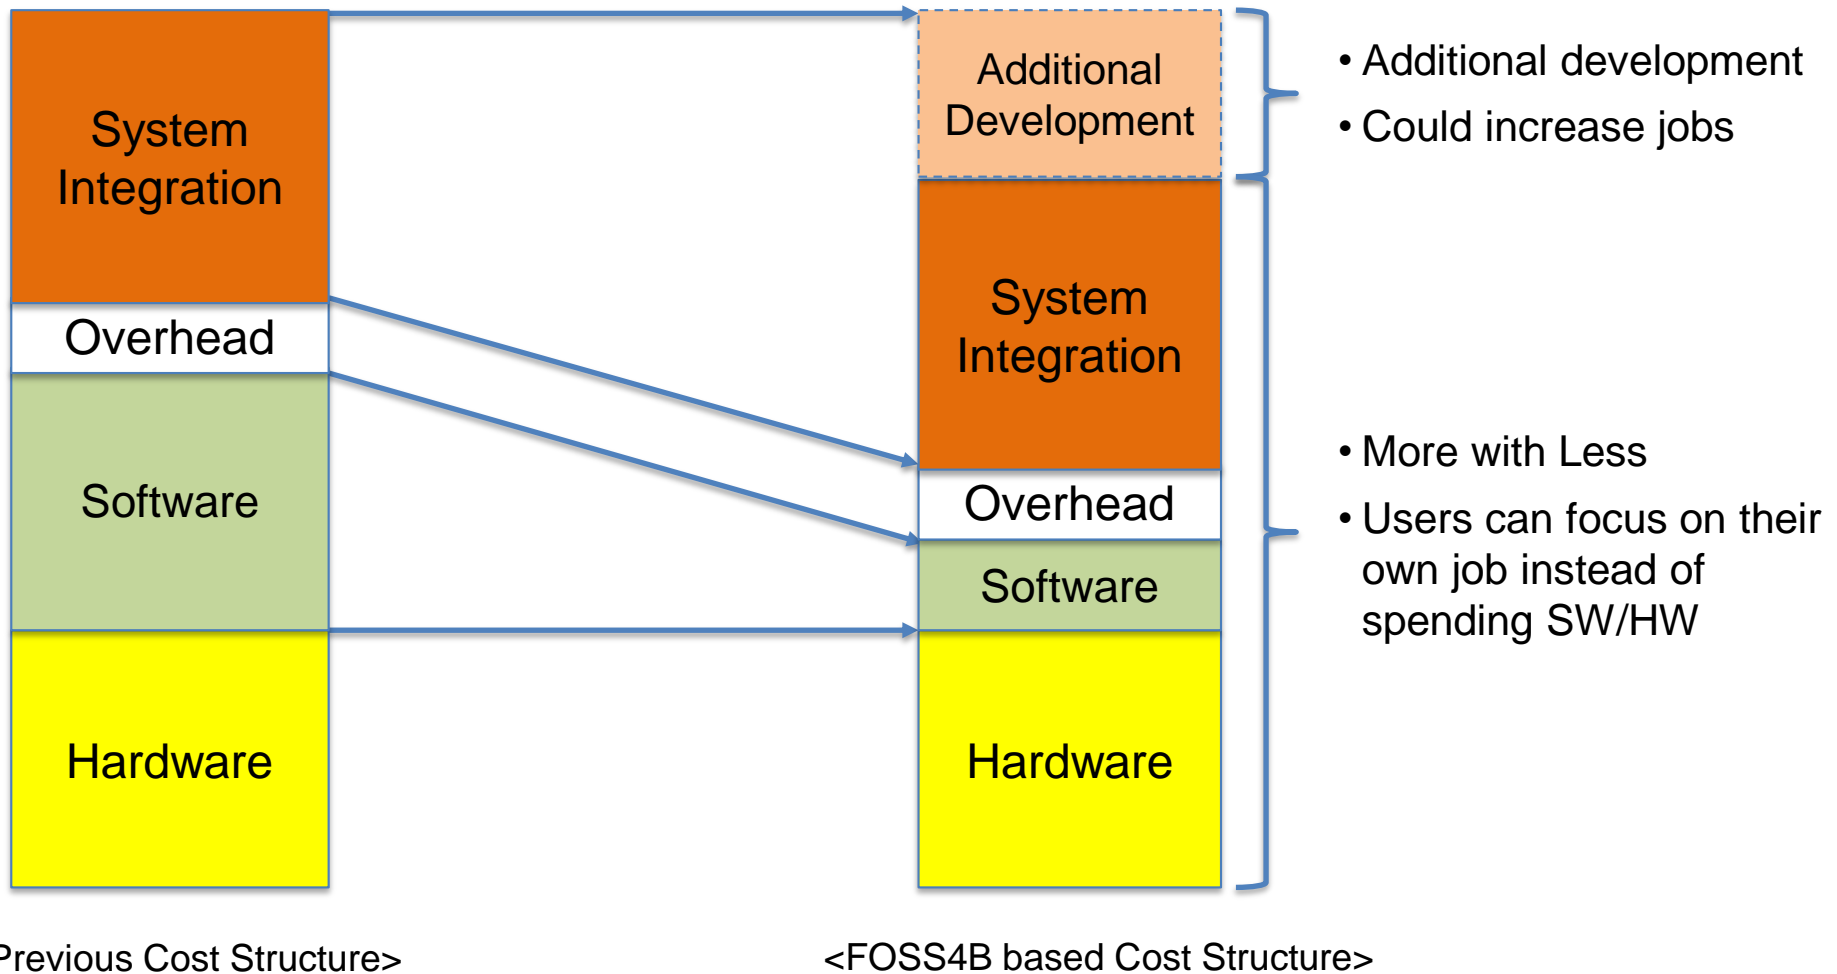 System
Integration
Overhead
Software
Hardware
Previous Cost Structure>
Additional
Development
System
Integration
Overhead
Software
Hardware
<FOSS4B based Cost Structure>
• Additional development
• Could increase jobs
• More with Less
• Users can focus on their
own job instead of
spending SW/HW